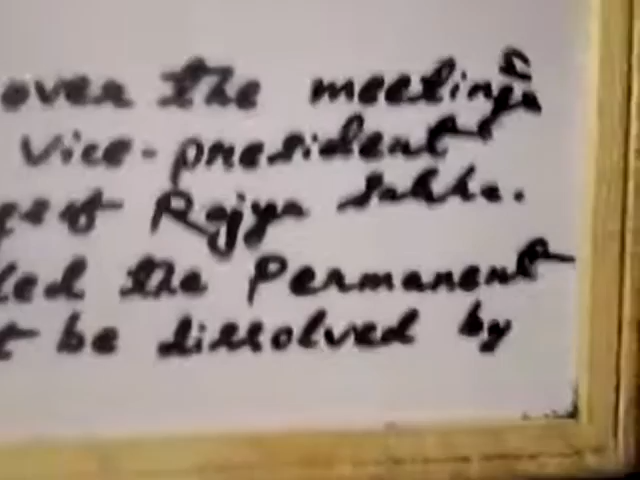 over the meetings
Vice-president
Rajya Sabha.
the Permanent
be dissolved by